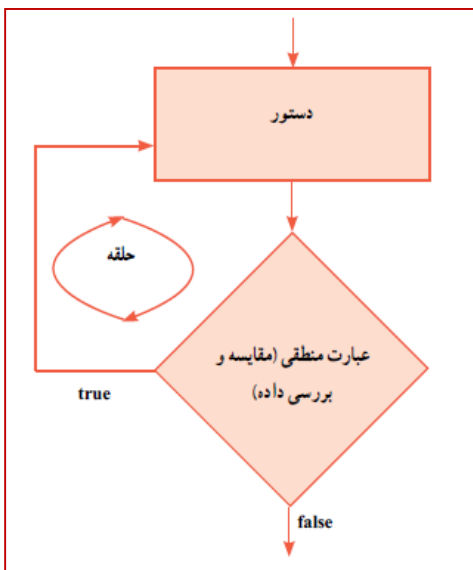 دستور
حلقه
عبارت منطقی (مقایسه و
بررسی داده)
true
false